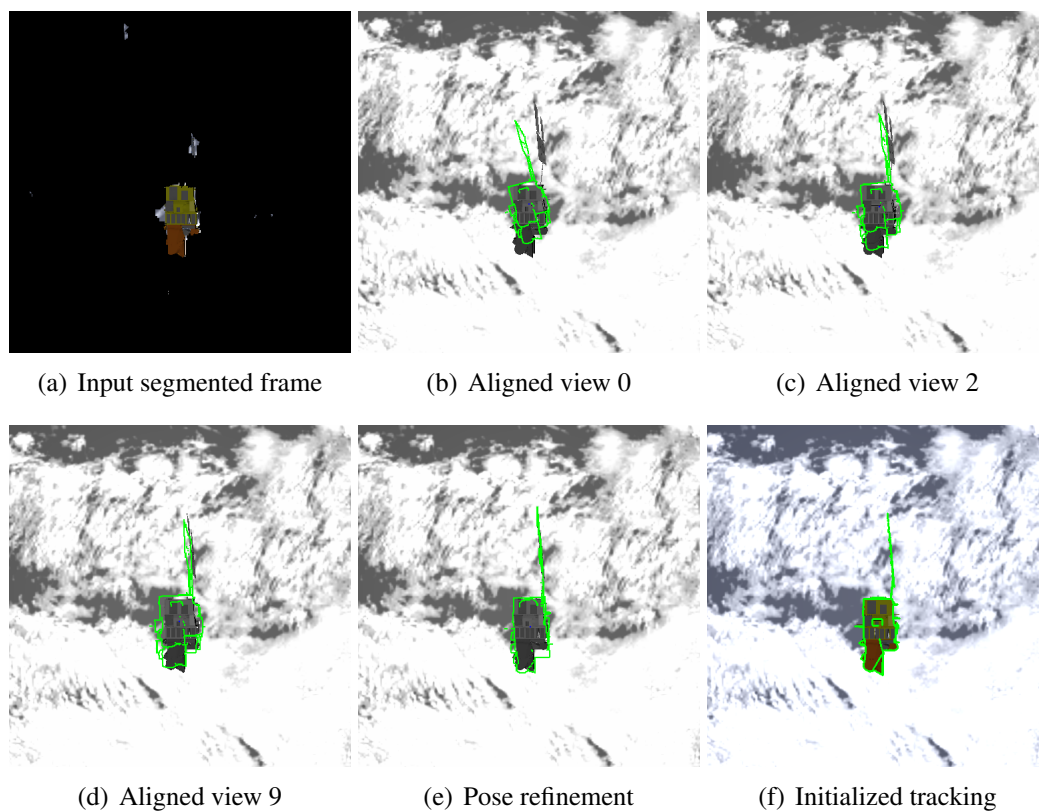 (a) Input segmented frame
(b) Aligned view 0
(c) Aligned view 2
(d) Aligned view 9
(e) Pose refinement
(f) Initialized tracking